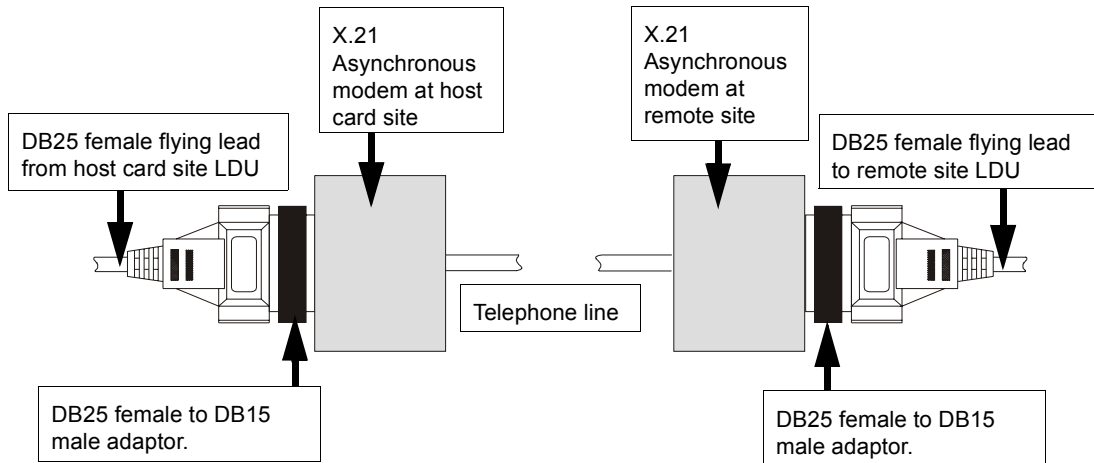 X.21
Asynchronous
modem at host
card site
X.21
Asynchronous
modem at
remote site
DB25 female flying lead
from host card site LDU
DB25 female flying lead
to remote site LDU
Telephone line
DB25 female to DB15
male adaptor.
DB25 female to DB15
male adaptor.